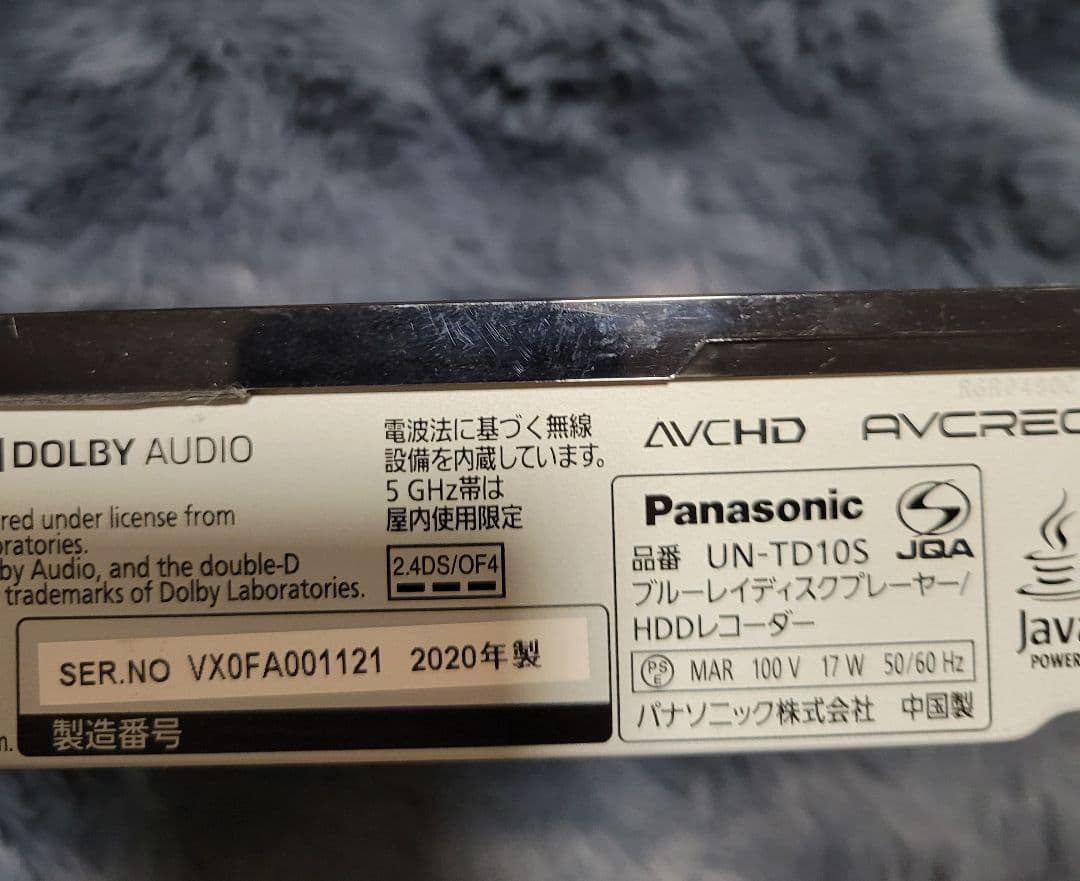 DOLBY AUDIO
red under license from
ratories.
by Audio, and the double-D
trademarks of Dolby Laboratories.
電波法に基づく無線
設備を内蔵しています。
5 GHz帯は
屋内使用限定
2.4DS/OF4
AVCHD
AVCREC
Panasonic
JQA
品番 UN-TD10S
ブルーレイディスクプレーヤー/
HDDレコーダー
PS
E
MAR 100 V 17 W 50/60 Hz
パナソニック株式会社 中国製
Java
POWER
SER.NO VX0FA001121 2020年製
製造番号
n.